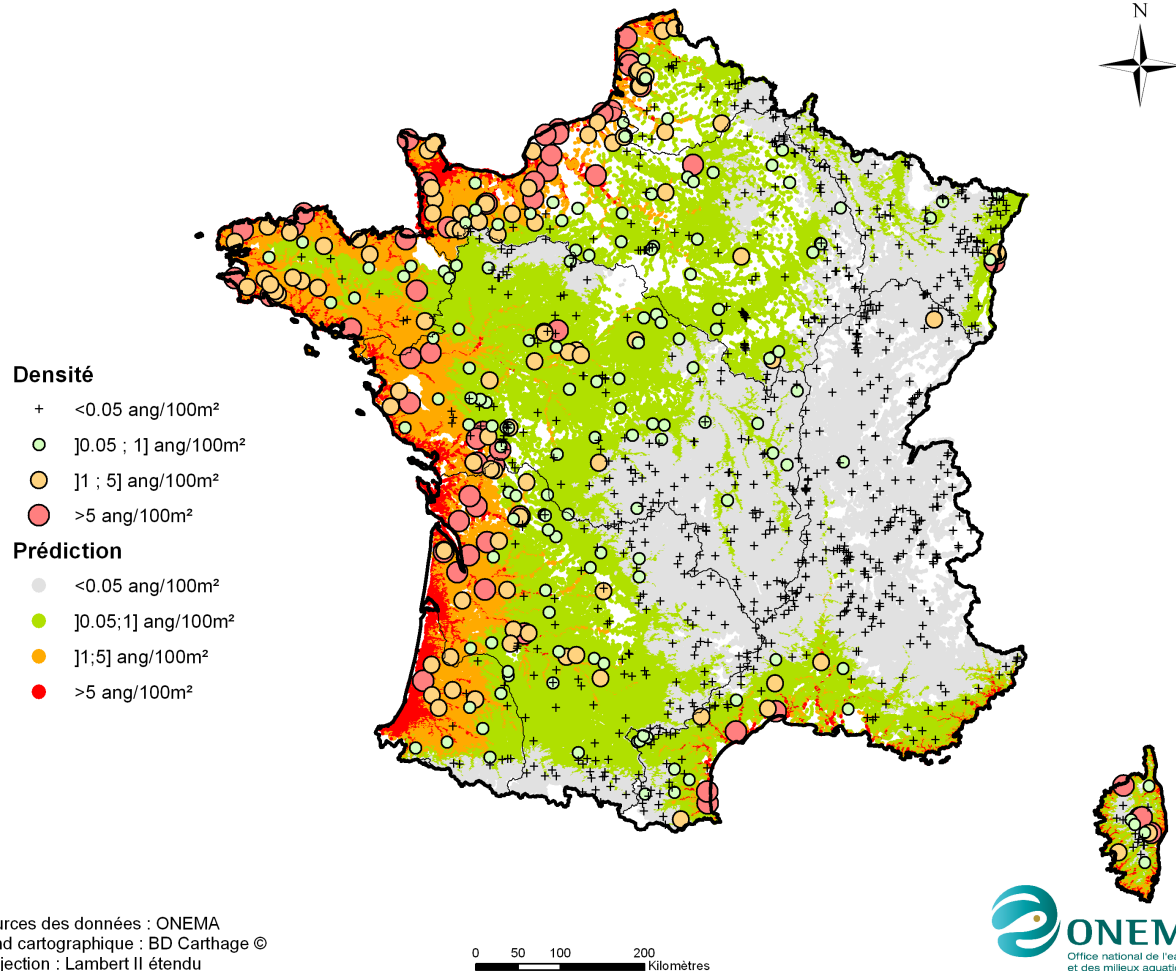 N
Densité
<0.05 ang/100m²
]0.05 ; 1] ang/100m²
]1 ; 5] ang/100m²
>5 ang/100m²
Prédiction
<0.05 ang/100m²
]0.05;1] ang/100m²
]1;5] ang/100m²
>5 ang/100m²
urces des données : ONEMA
nd cartographique : BD Carthage ©
jection : Lambert II étendu
0 50 100 200
Kilomètres
ONEM
Office national de l'e
et des milieux aquati